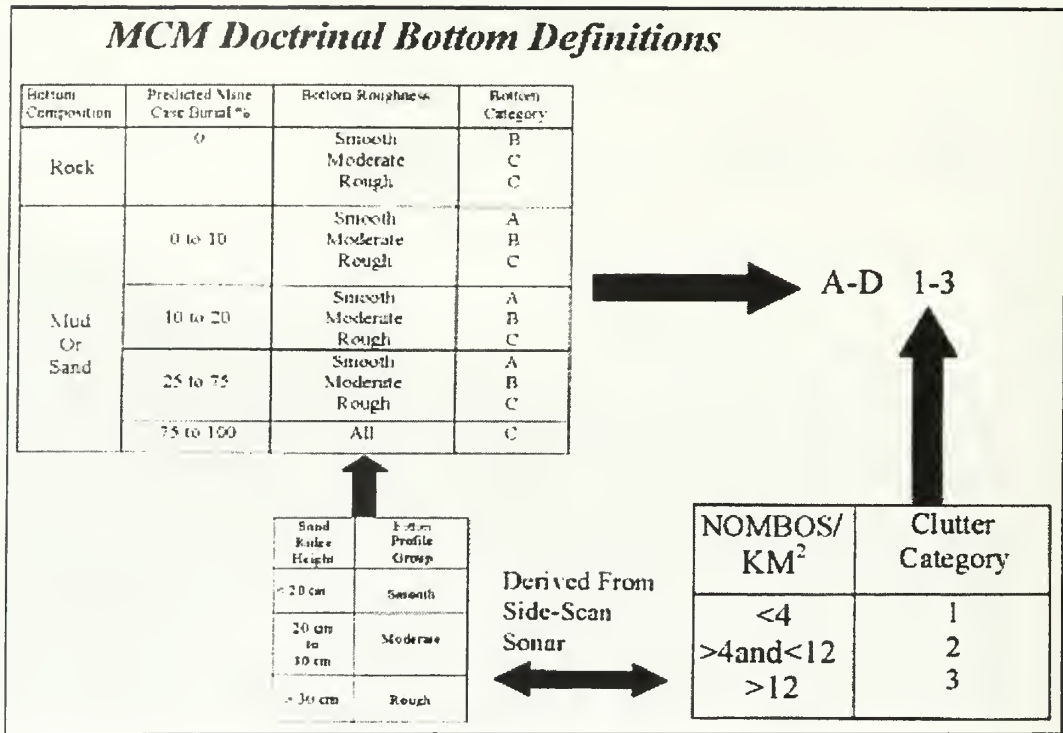 MCM Doctrinal Bottom Definitions
Bottom Composition
Predicted Mine Case Burial %
Bottom Roughness
Bottom Category
Rock
0
Smooth B
Moderate C
Rough C
Mud
Or
Sand
0 to 10
Smooth A
Moderate B
Rough C
10 to 20
Smooth A
Moderate B
Rough C
25 to 75
Smooth A
Moderate B
Rough C
75 to 100 All C
A-D 1-3
Sand
Ridge
Height
Bottom
Profile
Group
< 20 cm Smooth
20 cm
to
30 cm
Moderate
> 30 cm Rough
Derived From
Side-Scan
Sonar
NOMBOS/
KM²
Clutter
Category
<4 1
>4and<12 2
>12 3